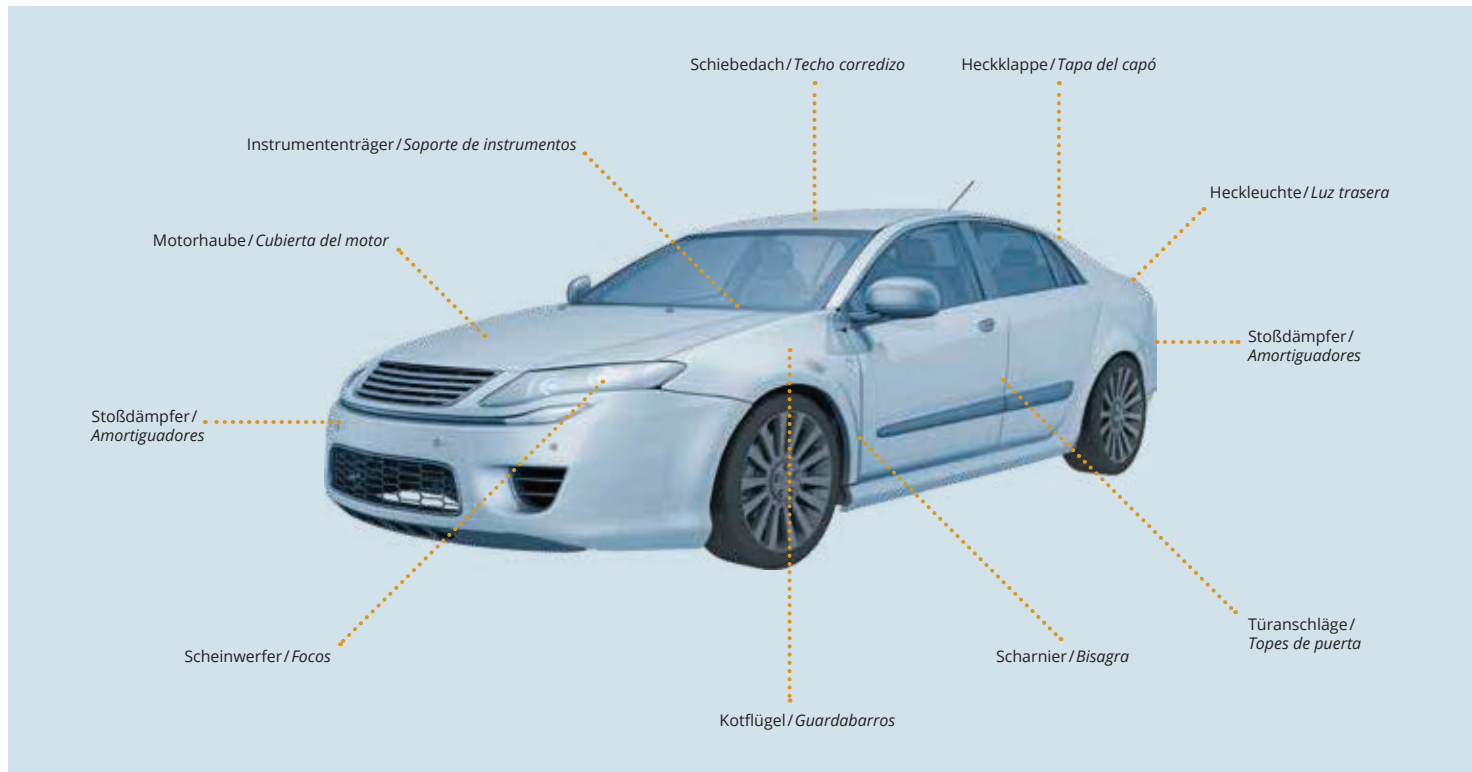 Schiebedach / Techo corredizo
Heckklappe / Tapa del capó
Instrumententräger / Soporte de instrumentos
Heckleuchte / Luz trasera
Motorhaube / Cubierta del motor
Stoßdämpfer /
Amortiguadores
Stoßdämpfer /
Amortiguadores
Türanschläge /
Topes de puerta
Scheinwerfer / Focos
Scharnier / Bisagra
Kotflügel / Guardabarros